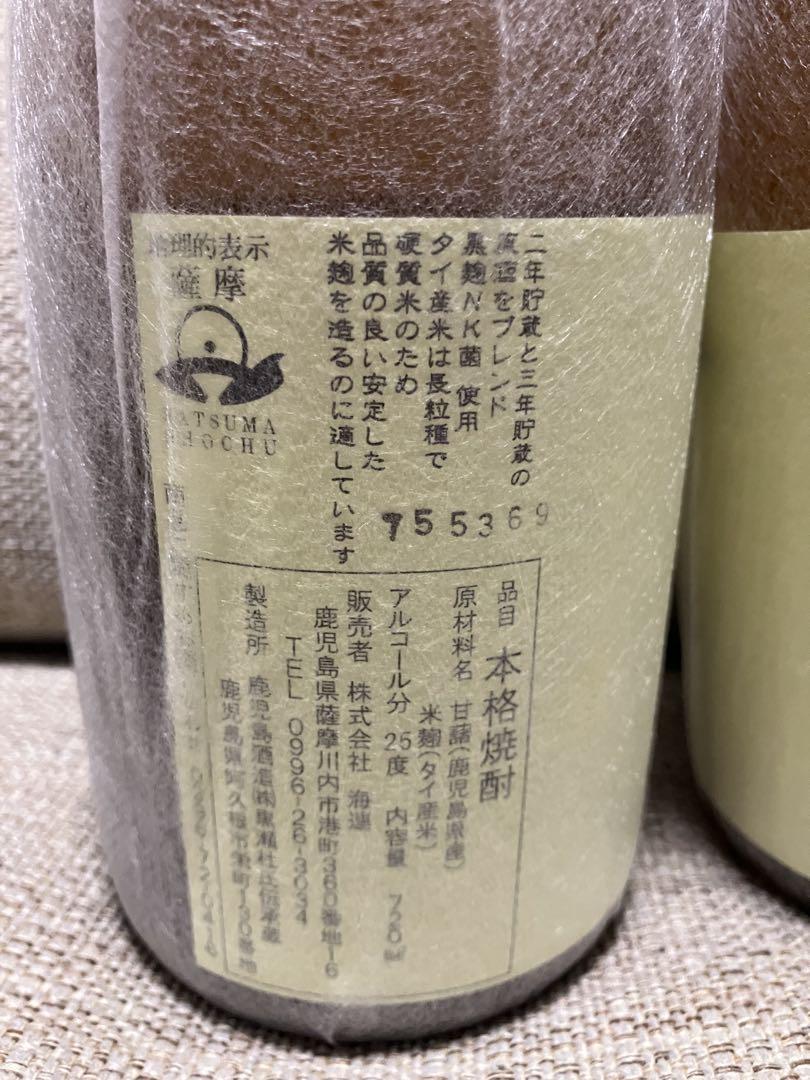 二年貯蔵と三年貯蔵の
原酒をブレンド
黒麹NK菌 使用
タイ産米は長粒種で
硬質米のため
品質の良い安定した
米麹を造るのに適しています
地理的表示
薩摩
SATSUMA
SHOCHU
755369
品目 本格焼酎
原材料名 甘藷(鹿児島県産)
米麹(タイ産米)
アルコール分 25度 内容量 720ml
販売者 株式会社 海連
鹿児島県薩摩川内市港町360番地-6
TEL 0996-26-3034
製造所 鹿児島酒造㈱黒瀬杜氏伝承蔵
鹿児島県阿久根市栄町130番地